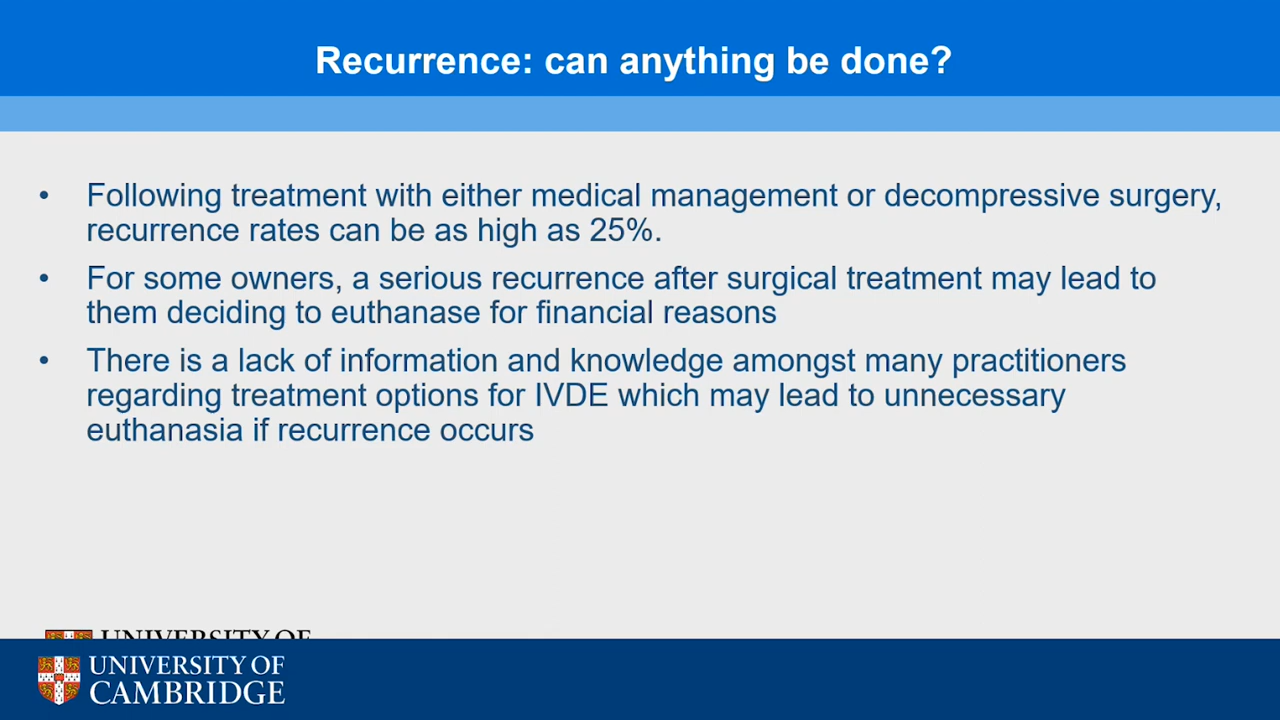 Recurrence: can anything be done?
• Following treatment with either medical management or decompressive surgery,
recurrence rates can be as high as 25%.
• For some owners, a serious recurrence after surgical treatment may lead to
them deciding to euthanase for financial reasons
• There is a lack of information and knowledge amongst many practitioners
regarding treatment options for IVDE which may lead to unnecessary
euthanasia if recurrence occurs
UNIVERSITY OF
UNIVERSITY OF
CAMBRIDGE